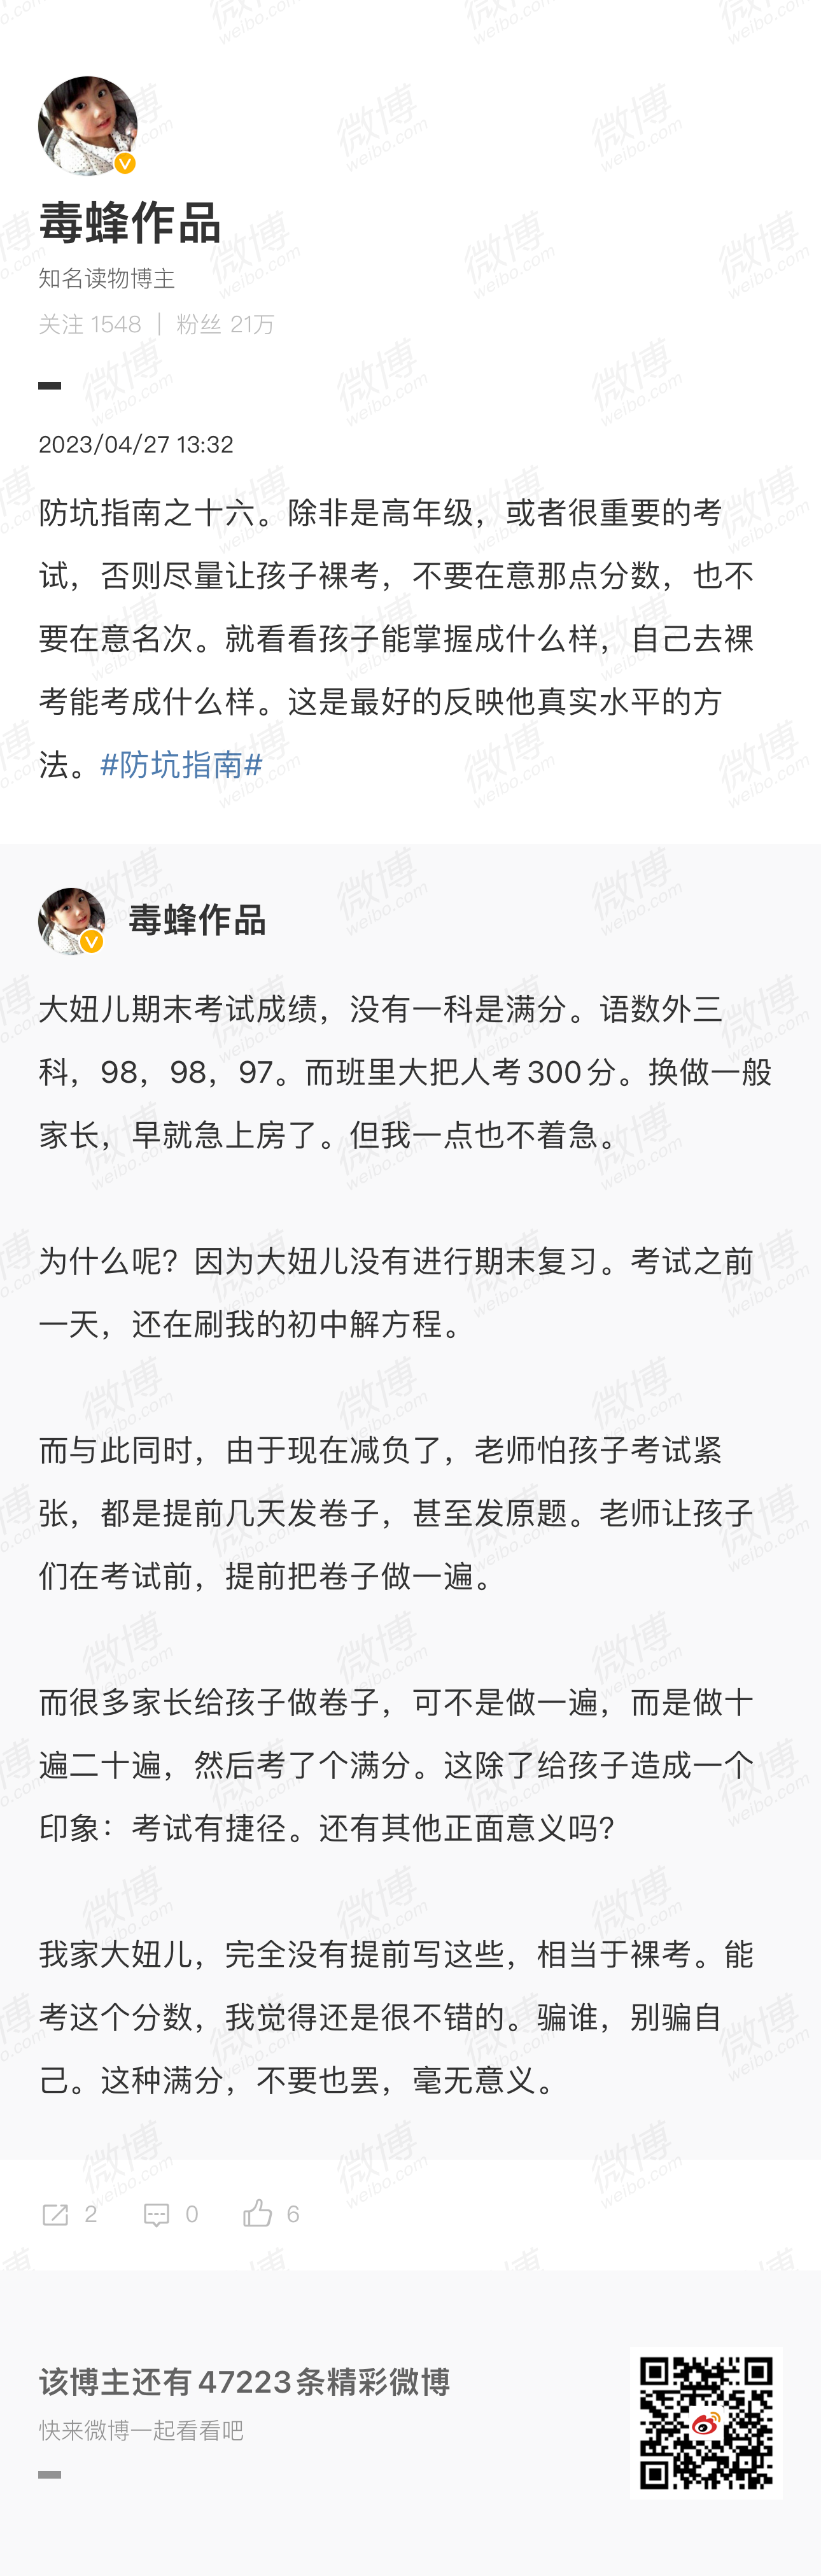 毒蜂作品
知名读物博主
关注 1548 | 粉丝 21万
2023/04/27 13:32
防坑指南之十六。除非是高年级，或者很重要的考
试，否则尽量让孩子裸考，不要在意那点分数，也不
要在意名次。就看看孩子能掌握成什么样，自己去裸
考能考成什么样。这是最好的反映他真实水平的方
法。#防坑指南#
毒蜂作品
大妞儿期末考试成绩，没有一科是满分。语数外三
科，98，98，97。而班里大把人考300分。换做一般
家长，早就急上房了。但我一点也不着急。
为什么呢？因为大妞儿没有进行期末复习。考试之前
一天，还在刷我的初中解方程。
而与此同时，由于现在减负了，老师怕孩子考试紧
张，都是提前几天发卷子，甚至发原题。老师让孩子
们在考试前，提前把卷子做一遍。
而很多家长给孩子做卷子，可不是做一遍，而是做十
遍二十遍，然后考了个满分。这除了给孩子造成一个
印象：考试有捷径。还有其他正面意义吗？
我家大妞儿，完全没有提前写这些，相当于裸考。能
考这个分数，我觉得还是很不错的。骗谁，别骗自
己。这种满分，不要也罢，毫无意义。
2 0 6
该博主还有47223条精彩微博
快来微博一起看看吧
微博
weibo.com